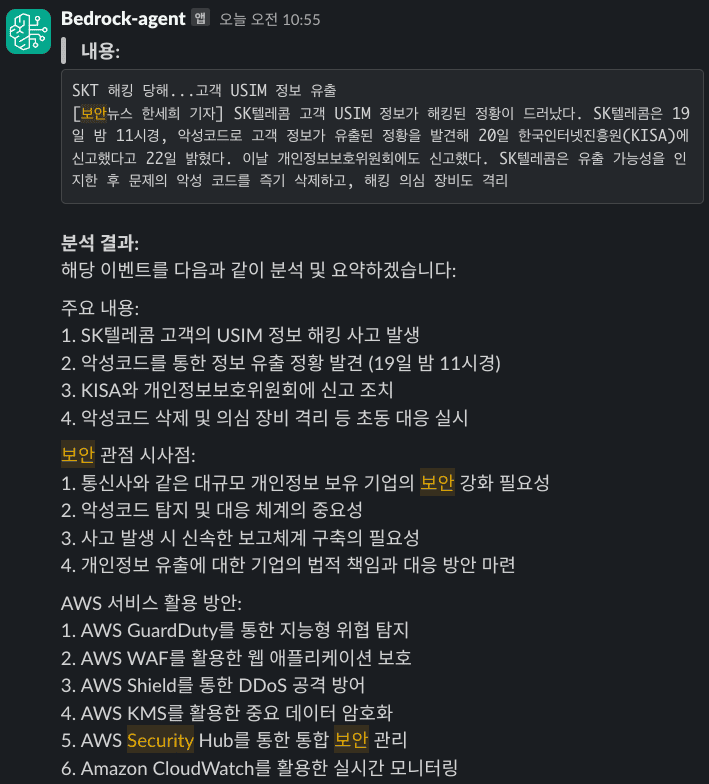 Bedrock-agent 앱 오늘 오전 10:55
내용:
SKT 해킹 당해...고객 USIM 정보 유출
[보안뉴스 한세희 기자] SK텔레콤 고객 USIM 정보가 해킹된 정황이 드러났다. SK텔레콤은 19
일 밤 11시경, 악성코드로 고객 정보가 유출된 정황을 발견해 20일 한국인터넷진흥원(KISA)에
신고했다고 22일 밝혔다. 이날 개인정보보호위원회에도 신고했다. SK텔레콤은 유출 가능성을 인
지한 후 문제의 악성 코드를 즉기 삭제하고, 해킹 의심 장비도 격리
분석 결과:
해당 이벤트를 다음과 같이 분석 및 요약하겠습니다:
주요 내용:
1. SK텔레콤 고객의 USIM 정보 해킹 사고 발생
2. 악성코드를 통한 정보 유출 정황 발견 (19일 밤 11시경)
3. KISA와 개인정보보호위원회에 신고 조치
4. 악성코드 삭제 및 의심 장비 격리 등 초동 대응 실시
보안 관점 시사점:
1. 통신사와 같은 대규모 개인정보 보유 기업의 보안 강화 필요성
2. 악성코드 탐지 및 대응 체계의 중요성
3. 사고 발생 시 신속한 보고체계 구축의 필요성
4. 개인정보 유출에 대한 기업의 법적 책임과 대응 방안 마련
AWS 서비스 활용 방안:
1. AWS GuardDuty를 통한 지능형 위협 탐지
2. AWS WAF를 활용한 웹 애플리케이션 보호
3. AWS Shield를 통한 DDoS 공격 방어
4. AWS KMS를 활용한 중요 데이터 암호화
5. AWS Security Hub를 통한 통합 보안 관리
6. Amazon CloudWatch를 활용한 실시간 모니터링